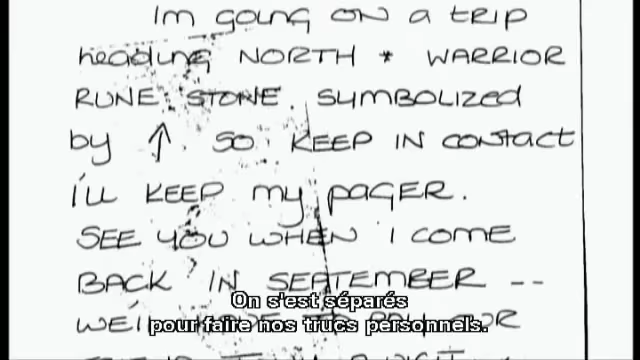 Im going on a trip
heading NORTH * WARRIOR
RUNE STONE. symbolized
by ↑. so KEEP IN contact
i'll KEEP my pAGER.
SEE YOU WHEN I COME
BACK IN SEPTEMBER --
On s'est séparés
pour faire nos trucs personnels.